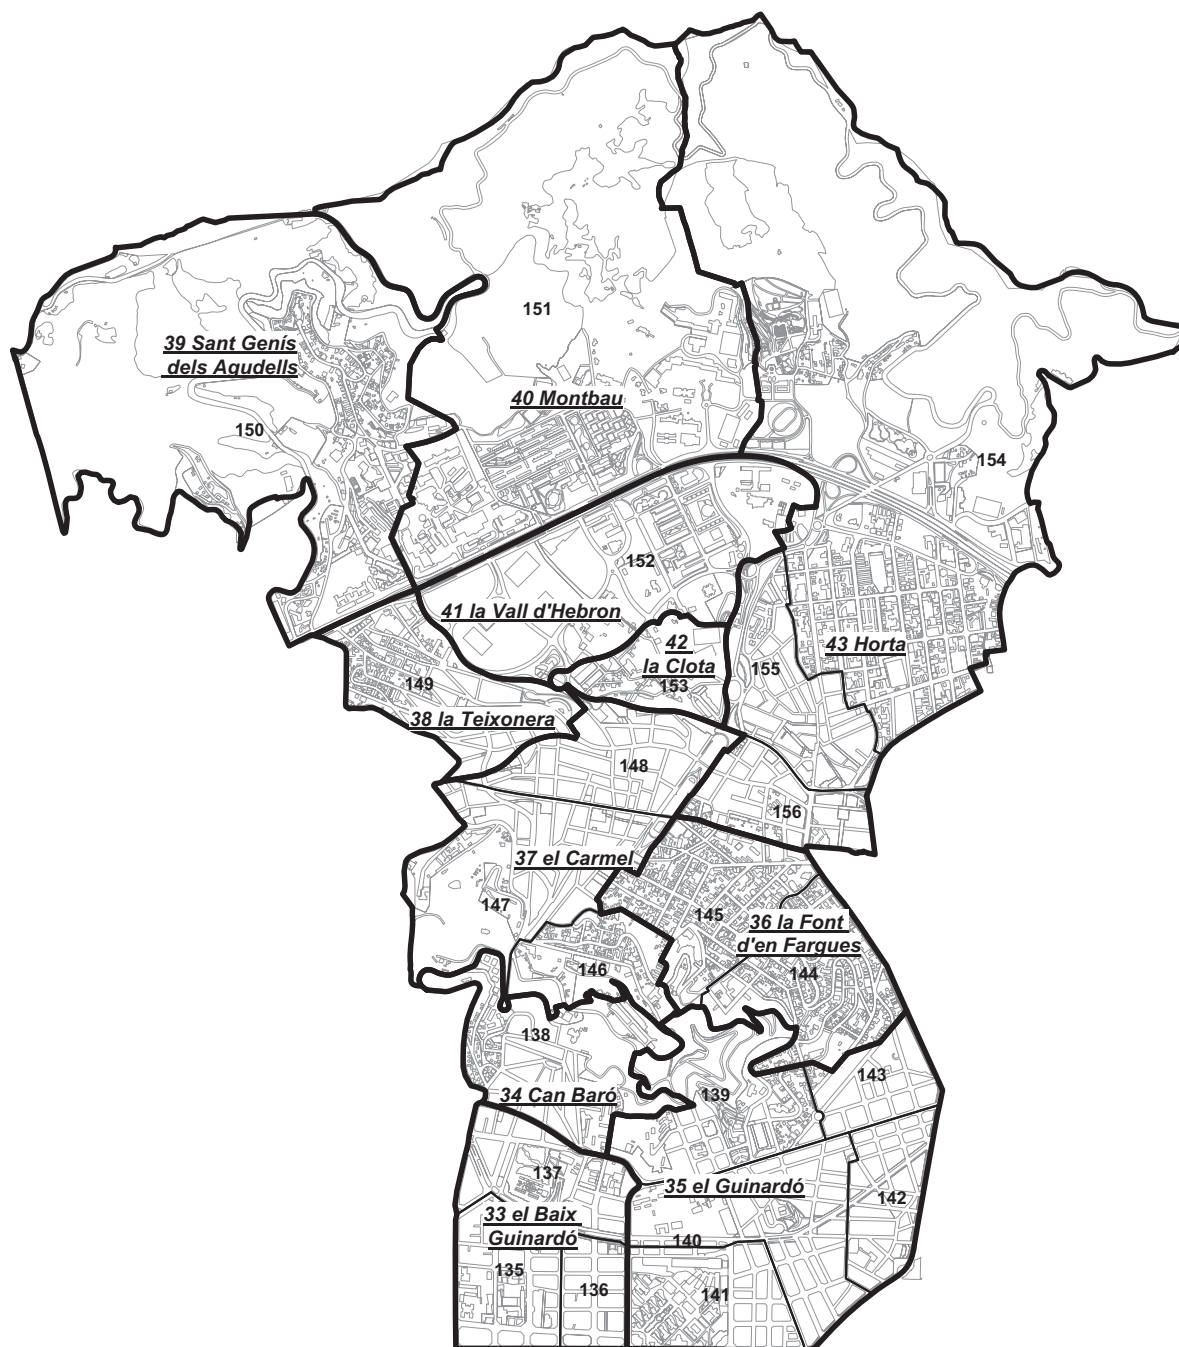 151
39 Sant Genís
dels Agudells
40 Montbau
150
154
152
41 la Vall d'Hebron
42
la Clota
43 Horta
155
153
149
38 la Teixonera
148
156
37 el Carmel
147
145
36 la Font
d'en Fargues
146
144
138
143
34 Can Baró
139
137
35 el Guinardó
142
33 el Baix
Guinardó
140
135
136
141